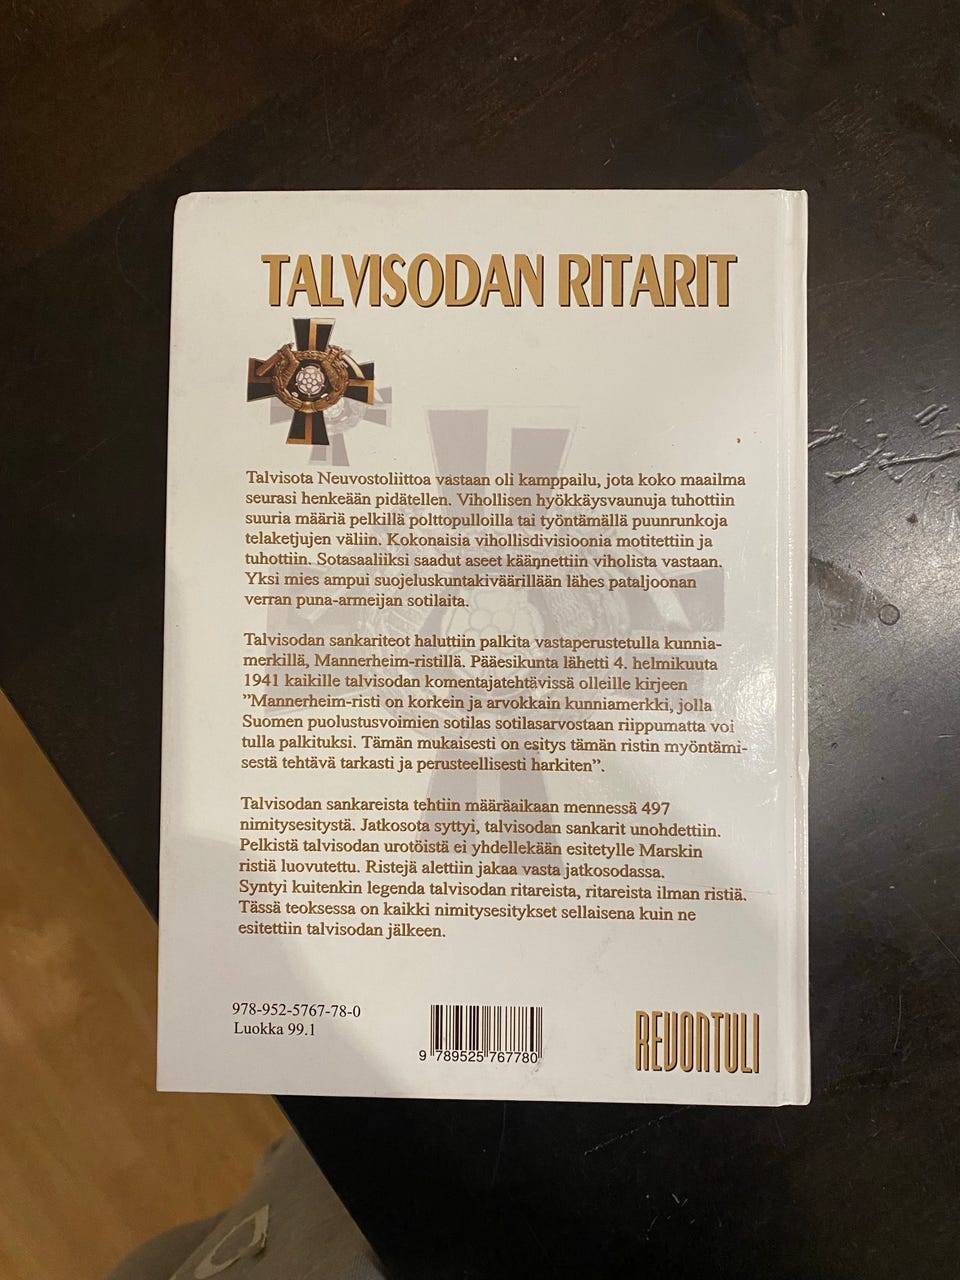 TALVISODAN RITARIT
Talvisota Neuvostoliittoa vastaan oli kamppailu, jota koko maailma
seurasi henkeään pidätellen. Vihollisen hyökkäysvaunuja tuhottiin
suuria määriä pelkillä polttopulloilla tai työntämällä puunrunkoja
telaketjujen väliin. Kokonaisia vihollisdivisioonia motitettiin ja
tuhottiin. Sotasaaliiksi saadut aseet käännettiin viholista vastaan.
Yksi mies ampui suojeluskuntakiväärillään lähes pataljoonan
verran puna-armeijan sotilaita.
Talvisodan sankariteot haluttiin palkita vastaperustetulla kunnia-
merkillä, Mannerheim-ristillä. Pääesikunta lähetti 4. helmikuuta
1941 kaikille talvisodan komentajatehtävissä olleille kirjeen
”Mannerheim-risti on korkein ja arvokkain kunniamerkki, jolla
Suomen puolustusvoimien sotilas sotilasarvostaan riippumatta voi
tulla palkituksi. Tämän mukaisesti on esitys tämän ristin myöntämi-
sestä tehtävä tarkasti ja perusteellisesti harkiten”.
Talvisodan sankareista tehtiin määräaikaan mennessä 497
nimitysesitystä. Jatkosota syttyi, talvisodan sankarit unohdettiin.
Pelkistä talvisodan urotöistä ei yhdellekään esitetylle Marskin
ristiä luovutettu. Ristejä alettiin jakaa vasta jatkosodassa.
Syntyi kuitenkin legenda talvisodan ritareista, ritareista ilman ristiä.
Tässä teoksessa on kaikki nimitysesitykset sellaisena kuin ne
esitettiin talvisodan jälkeen.
978-952-5767-78-0
Luokka 99.1
9 789525 767780
REVONTULI